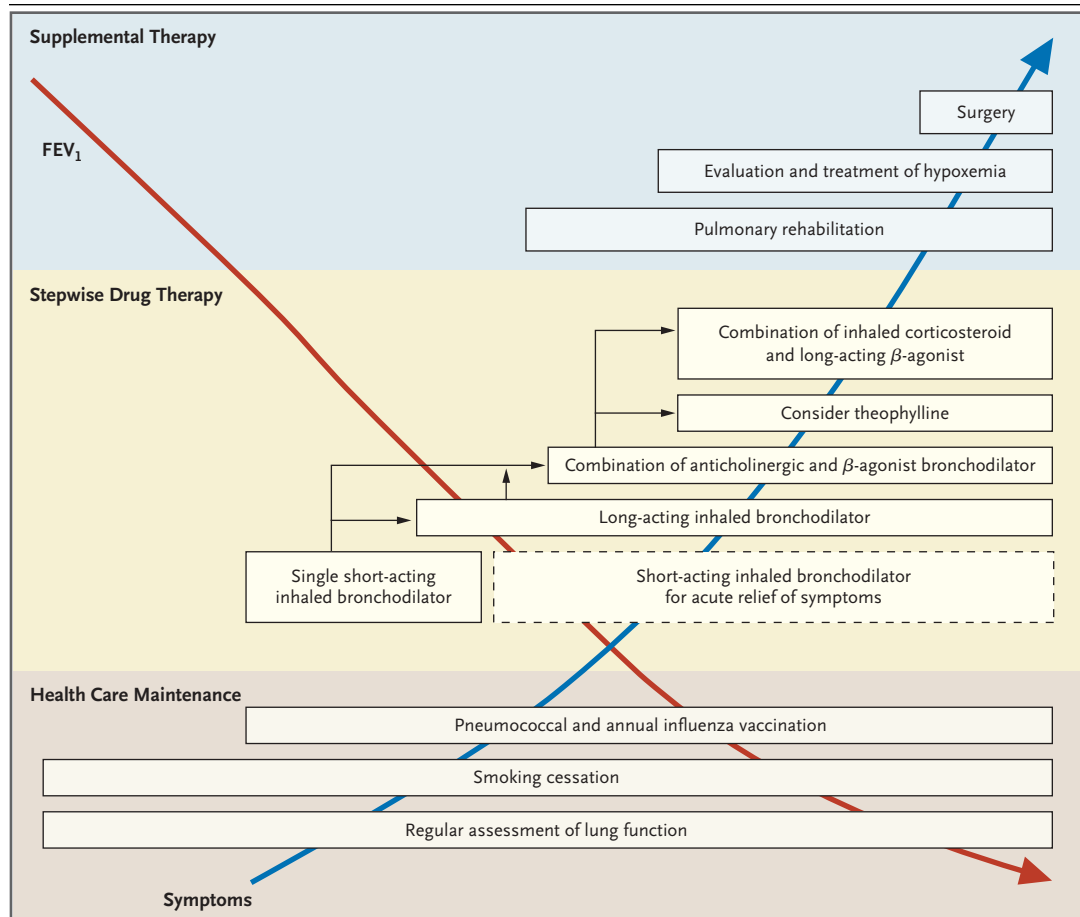 Supplemental Therapy
FEV₁
Surgery
Evaluation and treatment of hypoxemia
Pulmonary rehabilitation
Stepwise Drug Therapy
Combination of inhaled corticosteroid
and long-acting β-agonist
Consider theophylline
Combination of anticholinergic and β-agonist bronchodilator
Long-acting inhaled bronchodilator
Single short-acting
inhaled bronchodilator
Short-acting inhaled bronchodilator
for acute relief of symptoms
Health Care Maintenance
Pneumococcal and annual influenza vaccination
Smoking cessation
Regular assessment of lung function
Symptoms